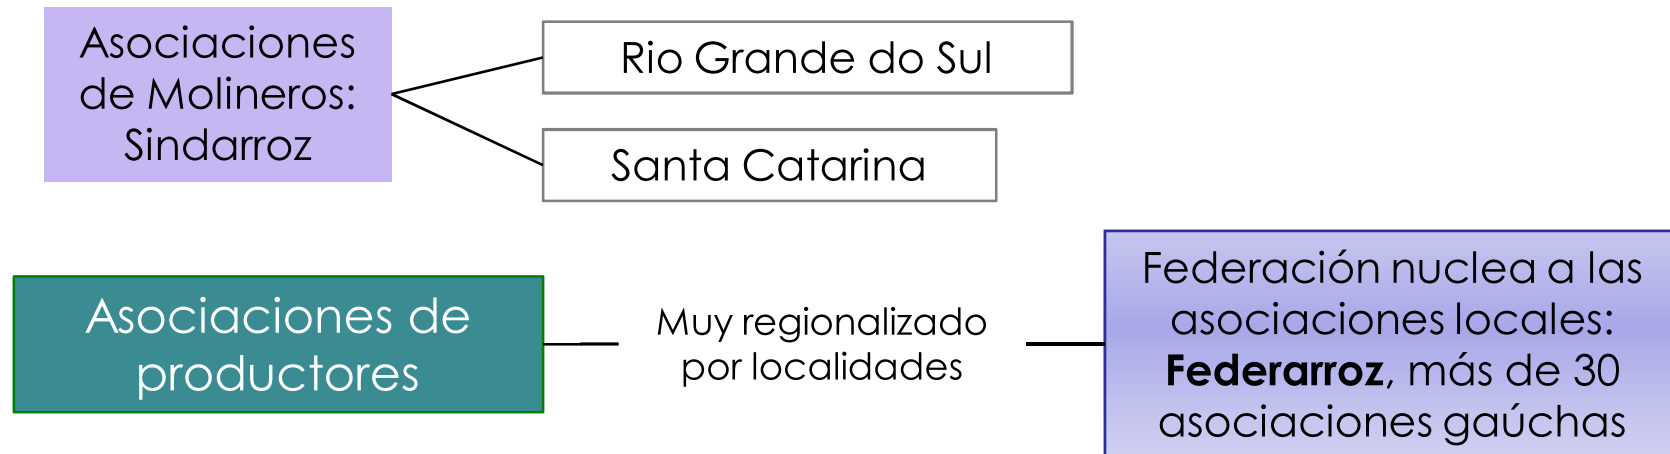 Asociaciones
de Molineros:
Sindarroz
Rio Grande do Sul
Santa Catarina
Asociaciones de
productores
Muy regionalizado
por localidades
Federación nuclea a las
asociaciones locales:
Federarroz, más de 30
asociaciones gaúchas